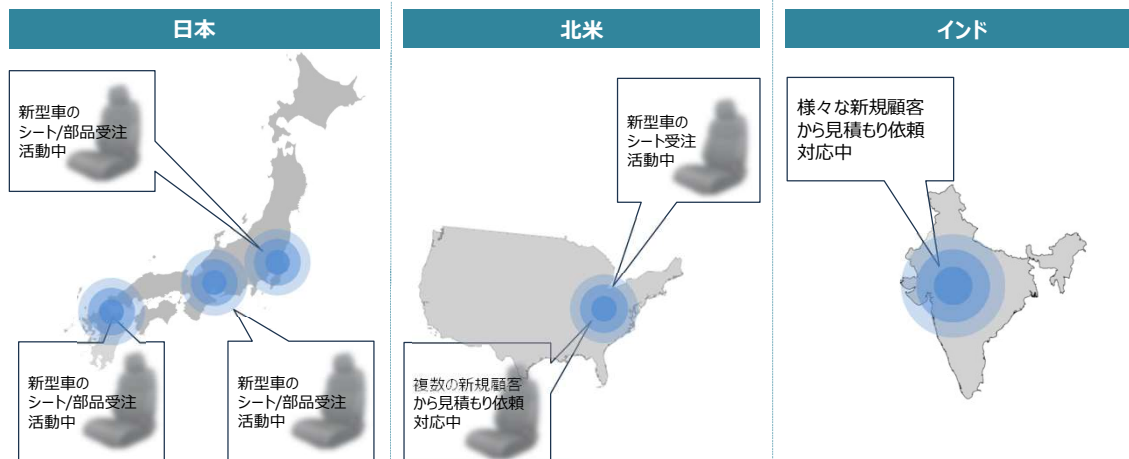 日本
新型車の
シート/部品受注
活動中
新型車の
シート/部品受注
活動中
新型車の
シート/部品受注
活動中
北米
新型車の
シート受注
活動中
複数の新規顧客
から見積もり依頼
対応中
インド
様々な新規顧客
から見積もり依頼
対応中